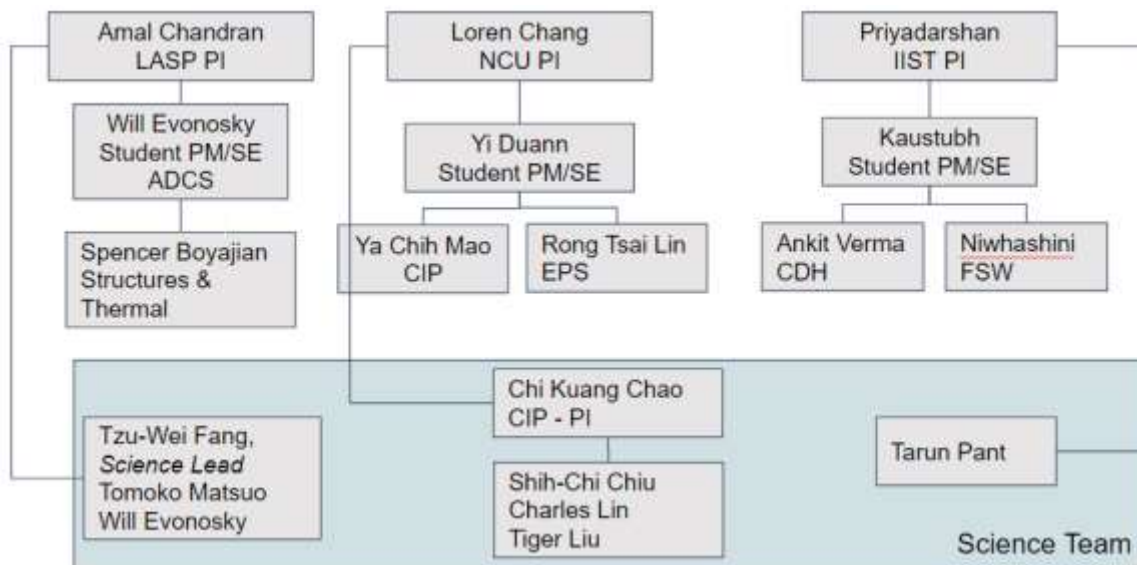 Amal Chandran
LASP PI
Loren Chang
NCU PI
Priyadarshan
IIST PI
Will Evonosky
Student PM/SE
ADCS
Yi Duann
Student PM/SE
Kaustubh
Student PM/SE
Spencer Boyajian
Structures &
Thermal
Ya Chih Mao
CIP
Rong Tsai Lin
EPS
Ankit Verma
CDH
Niwhashini
FSW
Tzu-Wei Fang,
Science Lead
Tomoko Matsuo
Will Evonosky
Chi Kuang Chao
CIP - PI
Shih-Chi Chiu
Charles Lin
Tiger Liu
Tarun Pant
Science Team